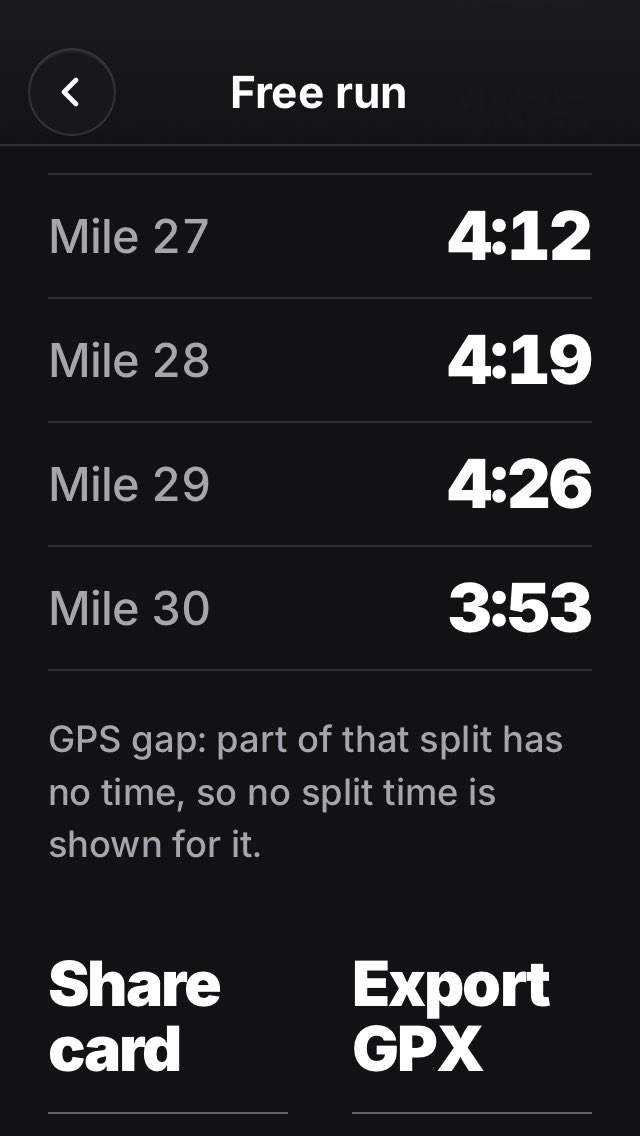 Free run
Mile 27 4:12
Mile 28 4:19
Mile 29 4:26
Mile 30 3:53
GPS gap: part of that split has
no time, so no split time is
shown for it.
Share card
Export GPX